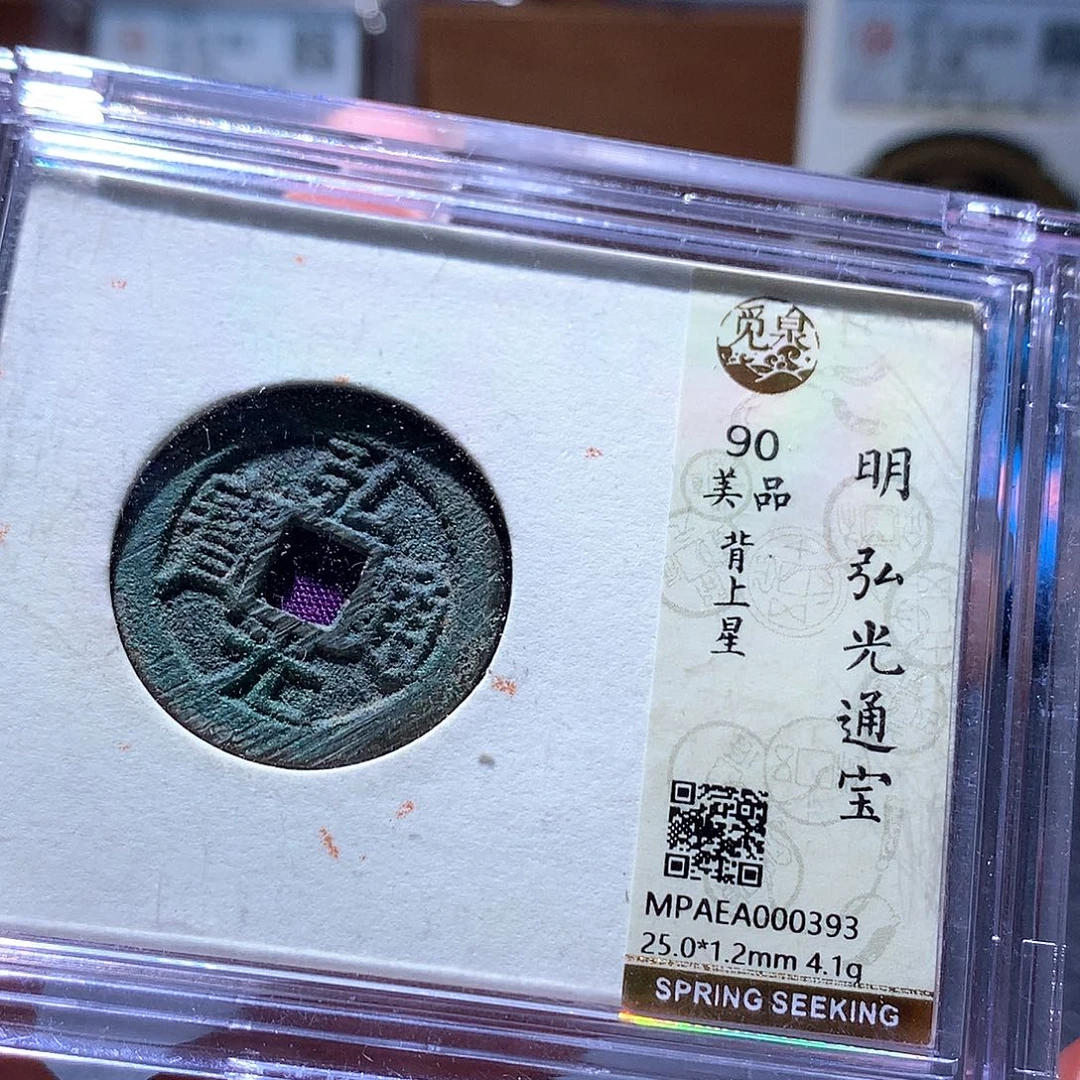 觅泉
90
美品
背上星
明 弘光通宝
MPAEA000393
25.0*1.2mm 4.1g
SPRING SEEKING
弘光通寶